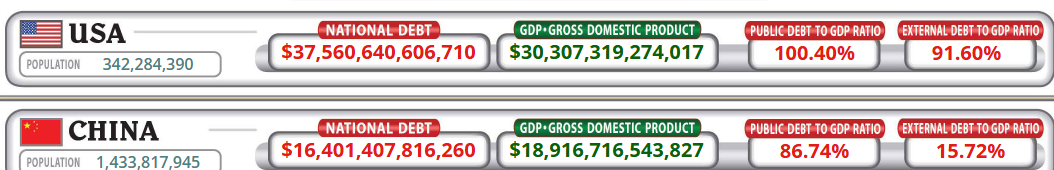 USA
NATIONAL DEBT
GDP•GROSS DOMESTIC PRODUCT
PUBLIC DEBT TO GDP RATIO
EXTERNAL DEBT TO GDP RATIO
POPULATION 342,284,390
$37,560,640,606,710
$30,307,319,274,017
100.40%
91.60%
CHINA
NATIONAL DEBT
GDP•GROSS DOMESTIC PRODUCT
PUBLIC DEBT TO GDP RATIO
EXTERNAL DEBT TO GDP RATIO
POPULATION 1,433,817,945
$16,401,407,816,260
$18,916,716,543,827
86.74%
15.72%